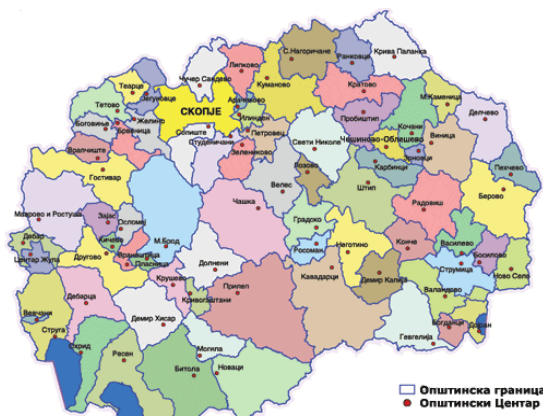 С.Нагоричане
Ранковце
Крива Паланка
Липково
Куманово
Чучер Сандево
Теарце
Јегуновце
Кратово
СКОПЈЕ
Арачиново
М.Каменица
Тетово
Пробиштип
Делчево
Желино
Илинден
Кочани
Боговиње
Брвеница
Сопиште
Петровец
Чешиново-Облешево
Виница
Студеничани
Зелениково
Свети Николе
Зрновци
Врапчиште
Карбинци
Пехчево
Гостивар
Лозово
Штип
Берово
Велес
Чашка
Радовиш
Маврово и Ростуша
Зајас
Осломеј
Градско
Дебар
Кичево
М.Брод
Неготино
Конче
Василево
Центар Жупа
Другово
Вранештица
Росоман
Босилово
Пласница
Долнени
Струмица
Ново Село
Кавадарци
Демир Капија
Крушево
Прилеп
Валандово
Дебарца
Кривогаштани
Вевчани
Демир Хисар
Богданци
Дојран
Струга
Могила
Гевгелија
Охрид
Ресен
Битола
Новаци
Општинска граница
Општински Центар